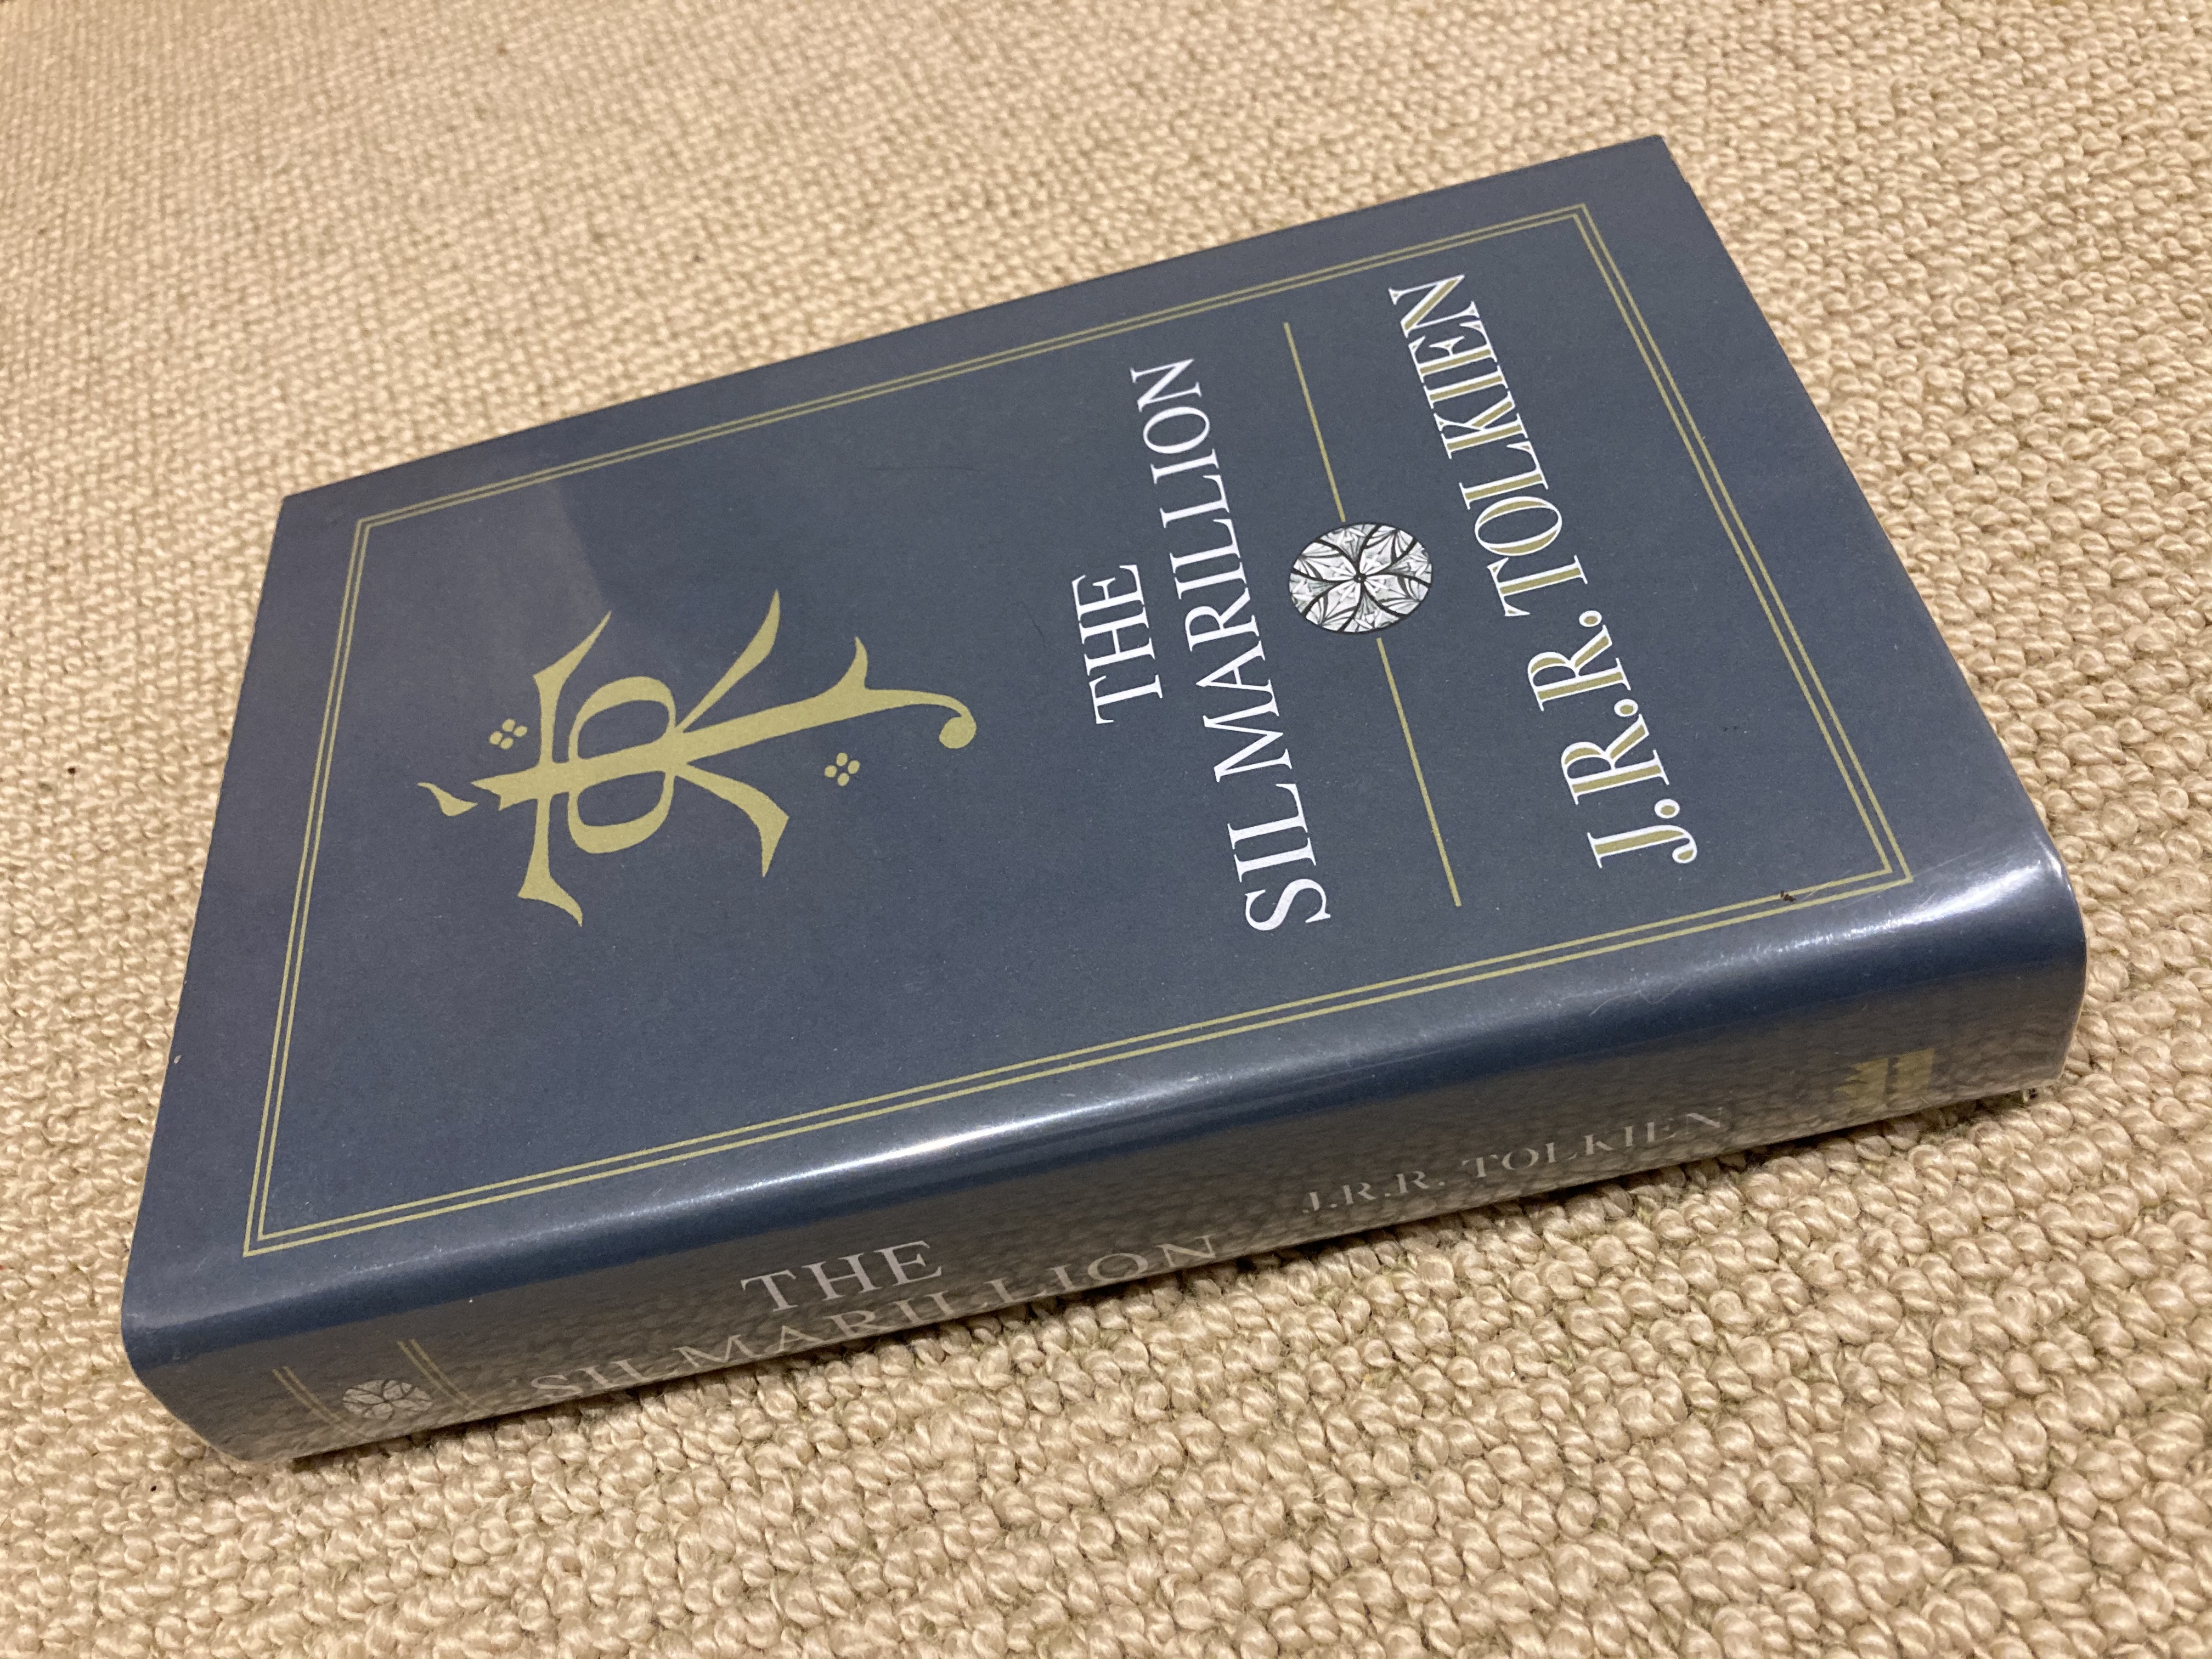 THE
SILMARILLION
J.R.R. TOLKIEN
THE
SILMARILLION
J.R.R. TOLKIEN